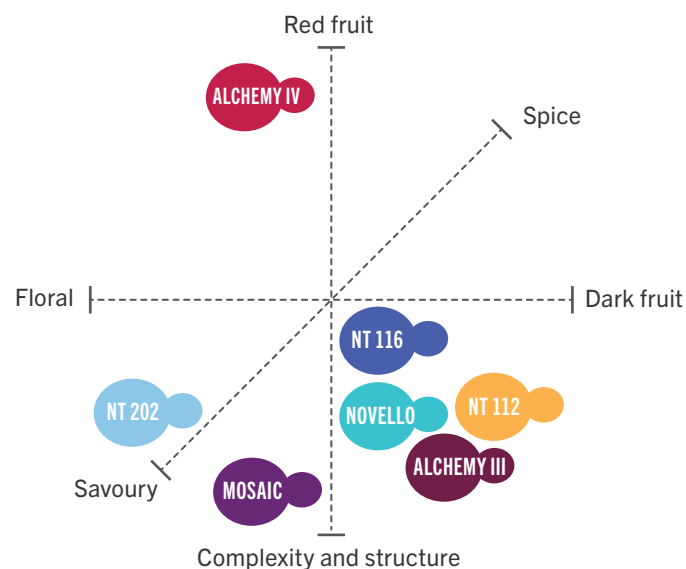 Red fruit
ALCHEMY IV
Spice
Floral
Dark fruit
NT 116
NT 202
NOVELLO
NT 112
ALCHEMY III
Savoury
MOSAIC
Complexity and structure